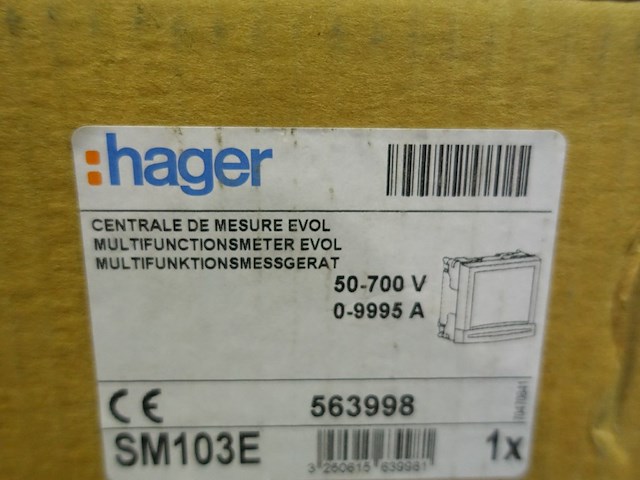 :hager
CENTRALE DE MESURE EVOL
MULTIFUNCTIONSMETER EVOL
MULTIFUNKTIONSMESSGERAT
50-700 V
0-9995 A
CE
563998
SM103E
3 250615 639981
1x